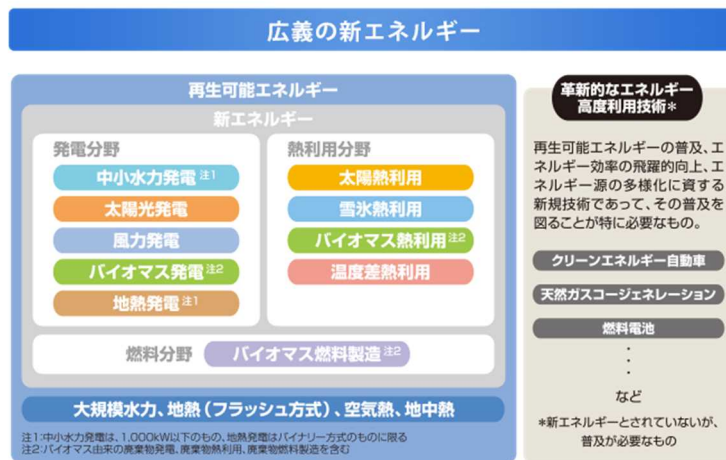 広義の新エネルギー
再生可能エネルギー
新エネルギー
発電分野
中小水力発電 注1
太陽光発電
風力発電
バイオマス発電 注2
地熱発電 注1
熱利用分野
太陽熱利用
雪氷熱利用
バイオマス熱利用 注2
温度差熱利用
燃料分野
バイオマス燃料製造 注2
大規模水力、地熱（フラッシュ方式）、空気熱、地中熱
注1:中小水力発電は、1,000kW以下のもの、地熱発電はバイナリー方式のものに限る
注2:バイオマス由来の廃棄物発電、廃棄物熱利用、廃棄物燃料製造を含む
革新的なエネルギー
高度利用技術＊
再生可能エネルギーの普及、エ
ネルギー効率の飛躍的向上、エ
ネルギー源の多様化に資する
新規技術であって、その普及を
図ることが特に必要なもの。
クリーンエネルギー自動車
天然ガスコージェネレーション
燃料電池
・
・
・
など
＊新エネルギーとされていないが、
普及が必要なもの